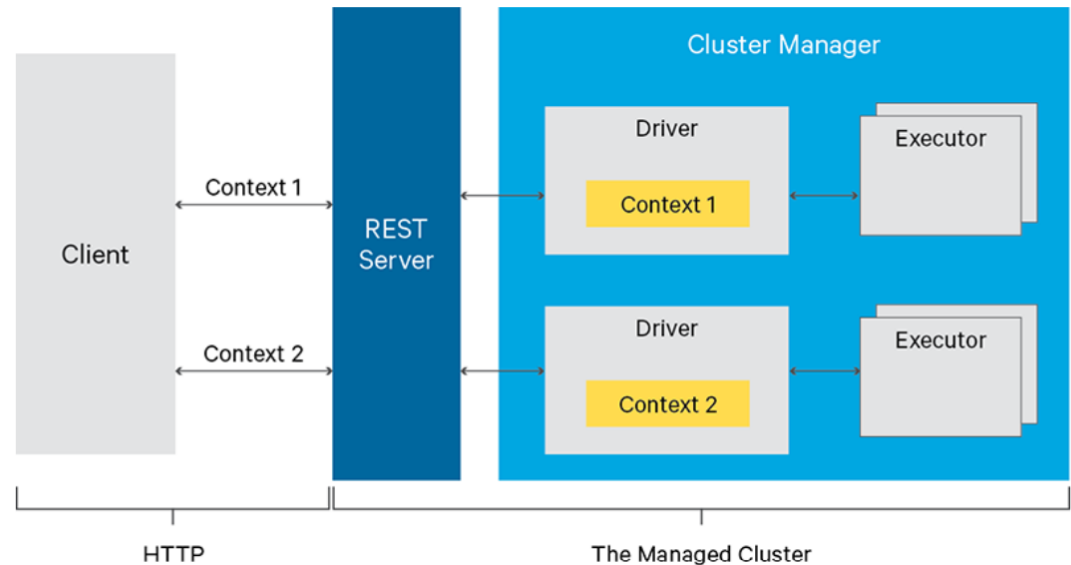 Cluster Manager
Driver
Executor
Context 1
Context 1
REST
Server
Client
Driver
Executor
Context 2
Context 2
HTTP
The Managed Cluster